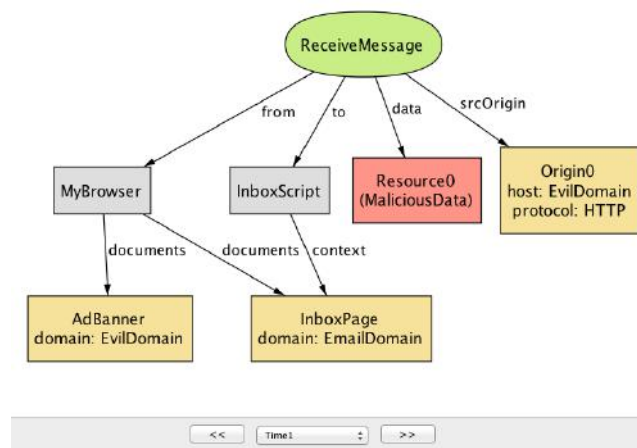 ReceiveMessage
from
to
data
srcOrigin
MyBrowser
InboxScript
Resource0
(MaliciousData)
Origin0
host: EvilDomain
protocol: HTTP
documents
documents
context
AdBanner
domain: EvilDomain
InboxPage
domain: EmailDomain
<<
Time1
>>